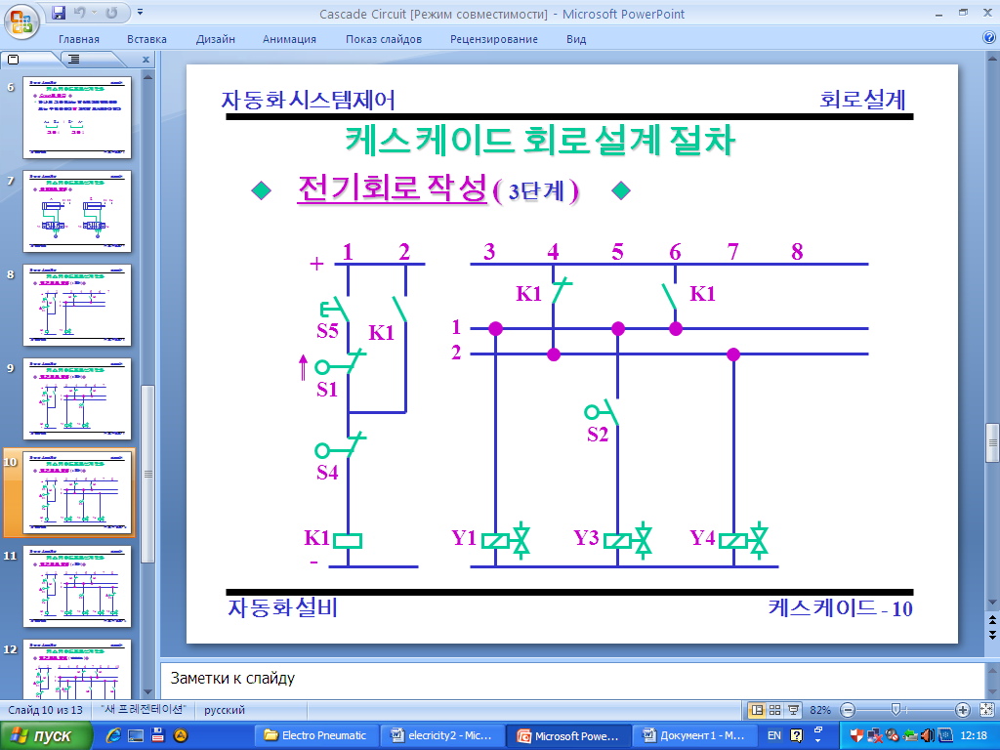 Cascade Circuit [Режим совместимости] - Microsoft PowerPoint
Главная Вставка Дизайн Анимация Показ слайдов Рецензирование Вид
6
7
8
9
10
11
12
자동화시스템제어 회로설계
케스케이드 회로설계 절차
전기회로 작성 ( 3단계 )
+ 1 2 3 4 5 6 7 8
K1 K1
S5 K1 1
2
S1
S2
S4
K1 Y1 Y3 Y4
-
자동화설비 케스케이드 - 10
Заметки к слайду
Слайд 10 из 13 "새 프레젠테이션" русский 82%
пуск Electro Pneumatic elecricity2 - Mic... Microsoft Powe... Документ1 - M... EN 12:18